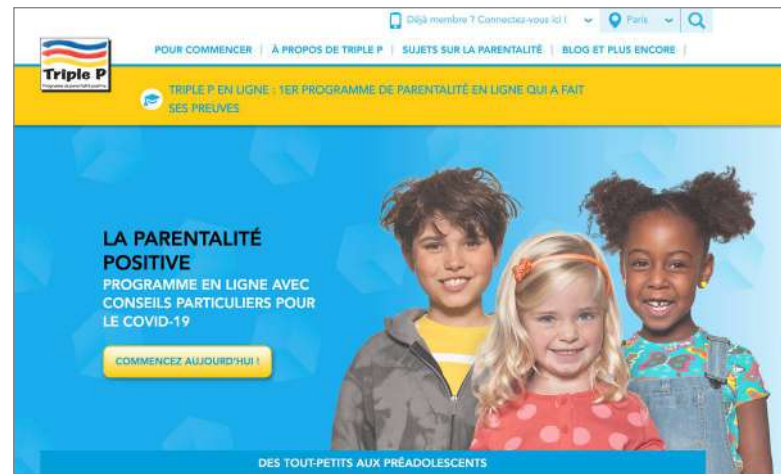 Déjà membre ? Connectez-vous ici !
Paris
POUR COMMENCER | À PROPOS DE TRIPLE P | SUJETS SUR LA PARENTALITÉ | BLOG ET PLUS ENCORE |
Triple P
TRIPLE P EN LIGNE : 1ER PROGRAMME DE PARENTALITÉ EN LIGNE QUI A FAIT
SES PREUVES
LA PARENTALITÉ
POSITIVE
PROGRAMME EN LIGNE AVEC
CONSEILS PARTICULIERS POUR
LE COVID-19
COMMENCEZ AUJOURD'HUI !
DES TOUT-PETITS AUX PRÉADOLESCENTS